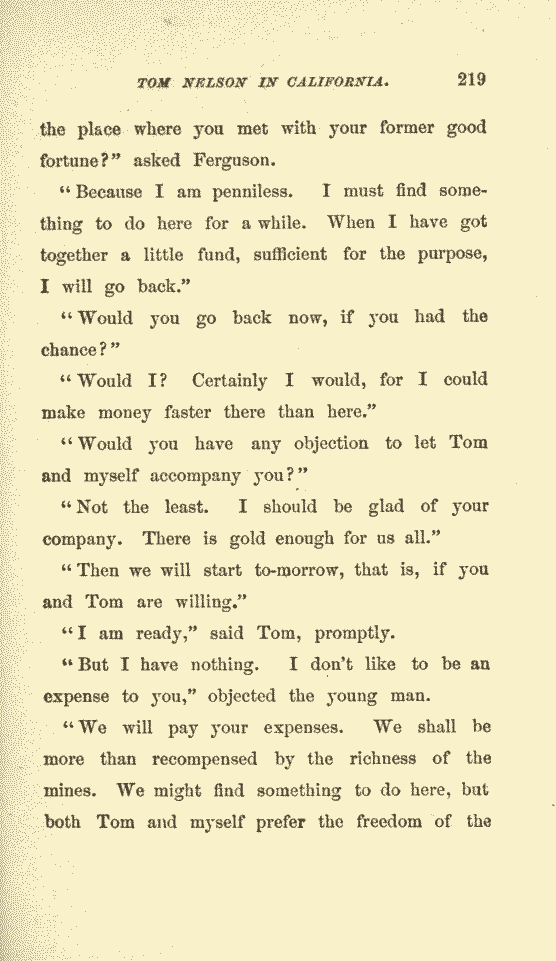 TOM NELSON IN CALIFORNIA. 219
the place where you met with your former good
fortune?" asked Ferguson.
"Because I am penniless. I must find some-
thing to do here for a while. When I have got
together a little fund, sufficient for the purpose,
I will go back."
"Would you go back now, if you had the
chance?"
"Would I? Certainly I would, for I could
make money faster there than here."
"Would you have any objection to let Tom
and myself accompany you?"
"Not the least. I should be glad of your
company. There is gold enough for us all."
"Then we will start to-morrow, that is, if you
and Tom are willing."
"I am ready," said Tom, promptly.
"But I have nothing. I don't like to be an
expense to you," objected the young man.
"We will pay your expenses. We shall be
more than recompensed by the richness of the
mines. We might find something to do here, but
both Tom and myself prefer the freedom of the